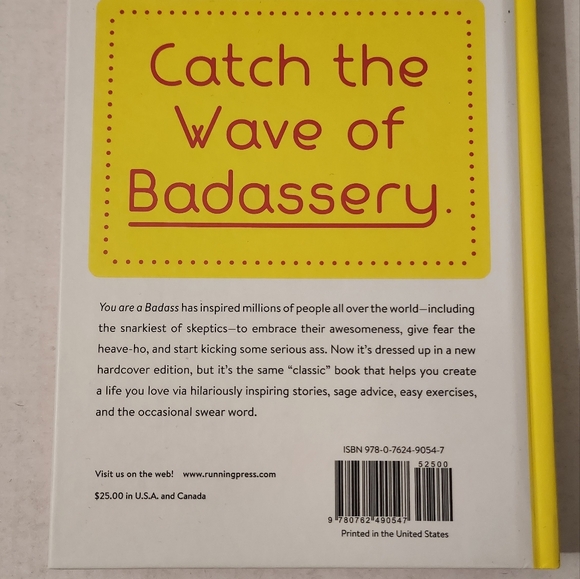 Catch the
Wave of
Badassery.
You are a Badass has inspired millions of people all over the world—including
the snarkiest of skeptics—to embrace their awesomeness, give fear the
heave-ho, and start kicking some serious ass. Now it's dressed up in a new
hardcover edition, but it's the same “classic” book that helps you create
a life you love via hilariously inspiring stories, sage advice, easy exercises,
and the occasional swear word.
ISBN 978-0-7624-9054-7
52500
Visit us on the web! www.runningpress.com
$25.00 in U.S.A. and Canada
9 780762 490547
Printed in the United States